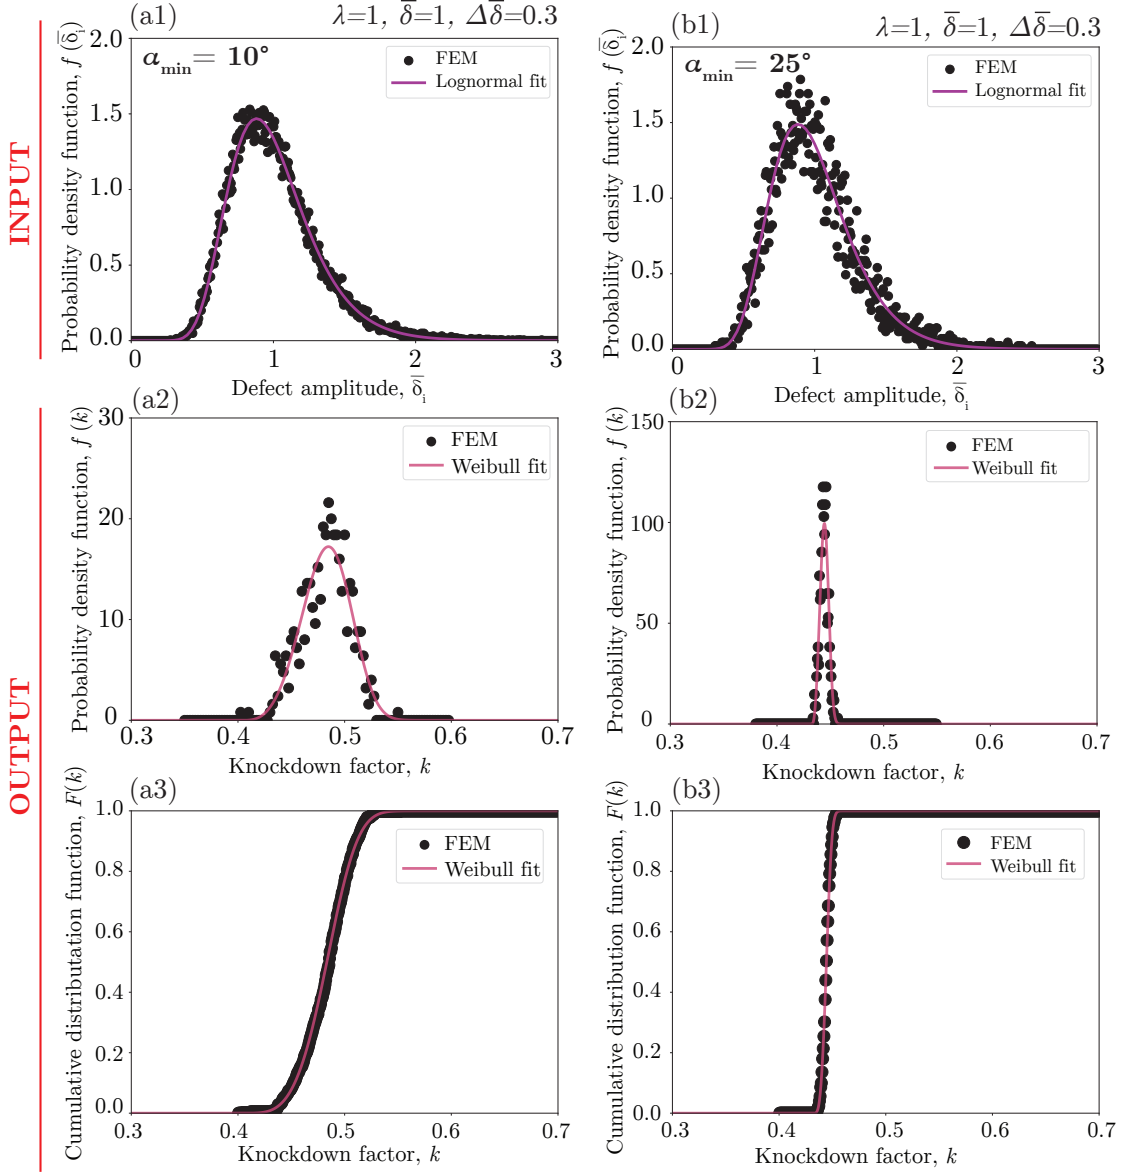 INPUT
(a1)
λ=1, δ̄=1, Δδ̄=0.3
a_min = 10°
FEM
Lognormal fit
Probability density function, f (δ̄_i)
2.0
1.5
1.0
0.5
0.0
0 1 2 3
Defect amplitude, δ̄_i
(b1)
λ=1, δ̄=1, Δδ̄=0.3
a_min = 25°
FEM
Lognormal fit
Probability density function, f (δ̄_i)
2.0
1.5
1.0
0.5
0.0
0 1 2 3
Defect amplitude, δ̄_i
OUTPUT
(a2)
FEM
Weibull fit
Probability density function, f (k)
30
20
10
0
0.3 0.4 0.5 0.6 0.7
Knockdown factor, k
(b2)
FEM
Weibull fit
Probability density function, f (k)
150
100
50
0
0.3 0.4 0.5 0.6 0.7
Knockdown factor, k
(a3)
FEM
Weibull fit
Cumulative distributation function, F(k)
1.0
0.8
0.6
0.4
0.2
0.0
0.3 0.4 0.5 0.6 0.7
Knockdown factor, k
(b3)
FEM
Weibull fit
Cumulative distribution function, F(k)
1.0
0.8
0.6
0.4
0.2
0.0
0.3 0.4 0.5 0.6 0.7
Knockdown factor, k